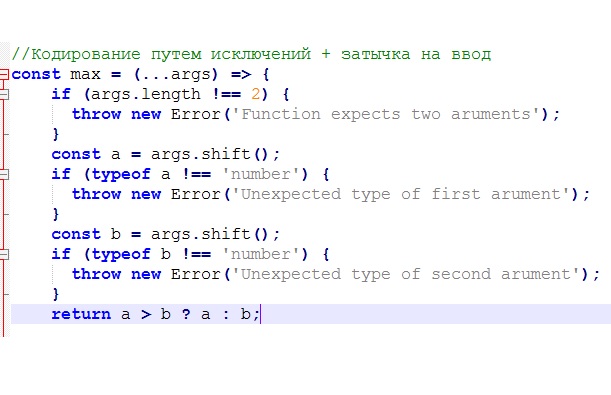 //Кодирование путем исключений + затычка на ввод
const max = (...args) => {
    if (args.length !== 2) {
      throw new Error('Function expects two aruments');
    }
    const a = args.shift();
    if (typeof a !== 'number') {
      throw new Error('Unexpected type of first arument');
    }
    const b = args.shift();
    if (typeof b !== 'number') {
      throw new Error('Unexpected type of second arument');
    }
    return a > b ? a : b;